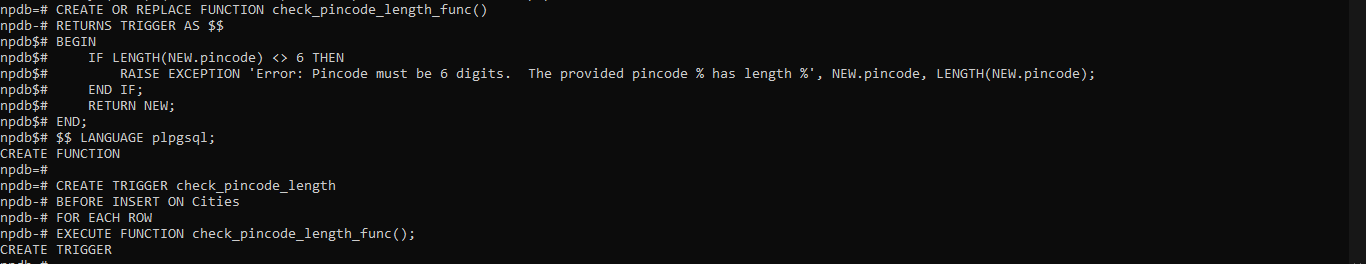 npdb=# CREATE OR REPLACE FUNCTION check_pincode_length_func()
npdb-# RETURNS TRIGGER AS $$
npdb$# BEGIN
npdb$#     IF LENGTH(NEW.pincode) <> 6 THEN
npdb$#         RAISE EXCEPTION 'Error: Pincode must be 6 digits.  The provided pincode % has length %', NEW.pincode, LENGTH(NEW.pincode);
npdb$#     END IF;
npdb$#     RETURN NEW;
npdb$# END;
npdb$# $$ LANGUAGE plpgsql;
CREATE FUNCTION
npdb=#
npdb=# CREATE TRIGGER check_pincode_length
npdb-# BEFORE INSERT ON Cities
npdb-# FOR EACH ROW
npdb-# EXECUTE FUNCTION check_pincode_length_func();
CREATE TRIGGER